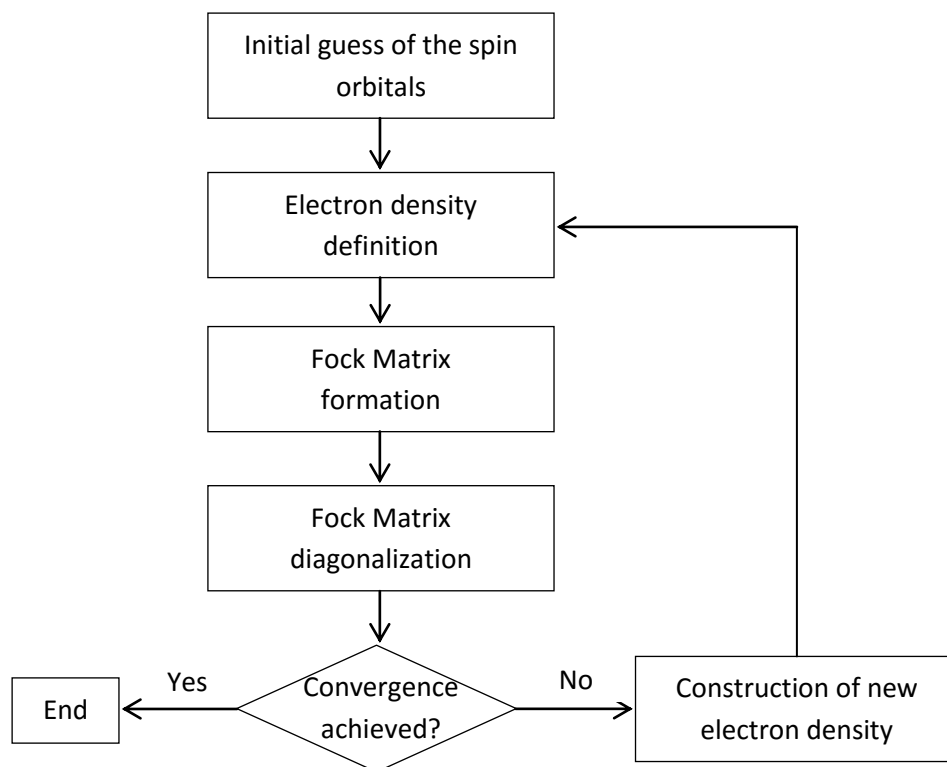 Initial guess of the spin
orbitals
Electron density
definition
Fock Matrix
formation
Fock Matrix
diagonalization
Convergence
achieved?
Yes
End
No
Construction of new
electron density